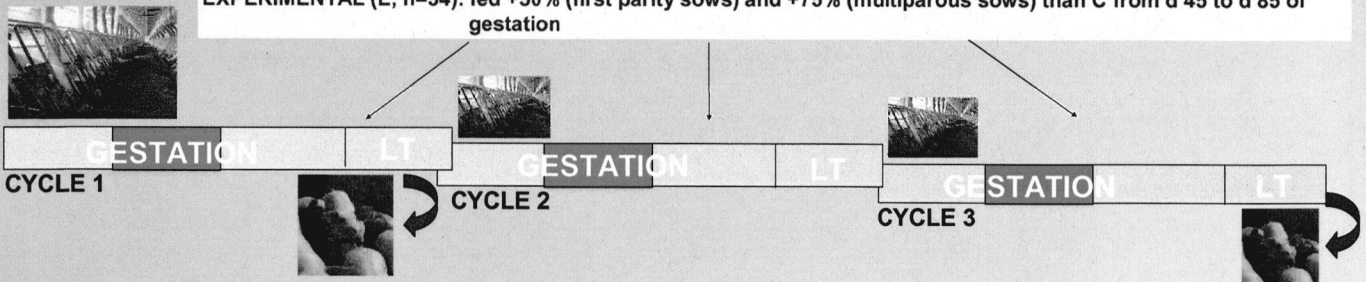 EXPERIMENTAL (E, n=54): fed +50% (first parity sows) and +75% (multiparous sows) than C from d 45 to d 85 of
gestation
GESTATION LT
CYCLE 1
GESTATION LT
CYCLE 2
GESTATION LT
CYCLE 3